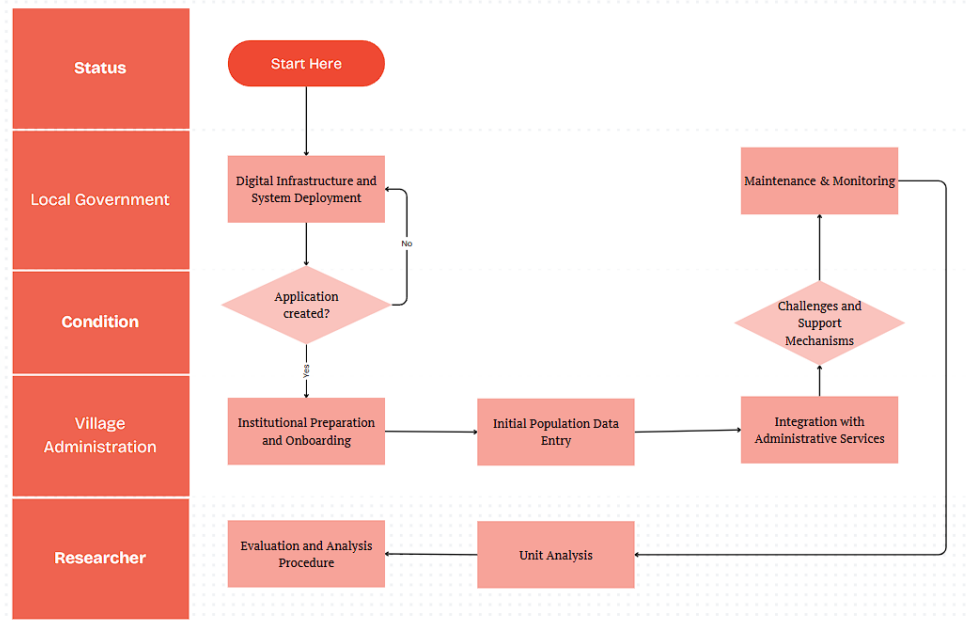 Status
Start Here
Local Government
Digital Infrastructure and
System Deployment
Maintenance & Monitoring
No
Condition
Application
created?
Challenges and
Support
Mechanisms
Yes
Village
Administration
Institutional Preparation
and Onboarding
Initial Population Data
Entry
Integration with
Administrative Services
Researcher
Evaluation and Analysis
Procedure
Unit Analysis